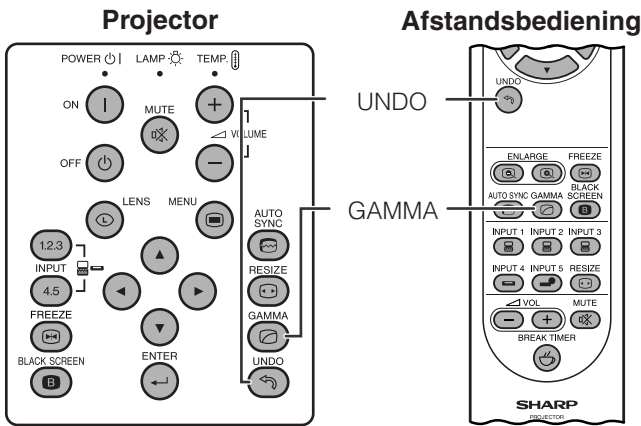 Projector
POWER LAMP TEMP.
ON
MUTE
VOLUME
OFF
LENS
MENU
AUTO
SYNC
1.2.3
INPUT
4.5
RESIZE
FREEZE
GAMMA
BLACK SCREEN
B
ENTER
UNDO
UNDO
GAMMA
Afstandsbediening
UNDO
ENLARGE FREEZE
AUTO SYNC GAMMA BLACK
SCREEN
B
INPUT 1 INPUT 2 INPUT 3
INPUT 4 INPUT 5 RESIZE
VOL MUTE
BREAK TIMER
SHARP
PROJECTOR